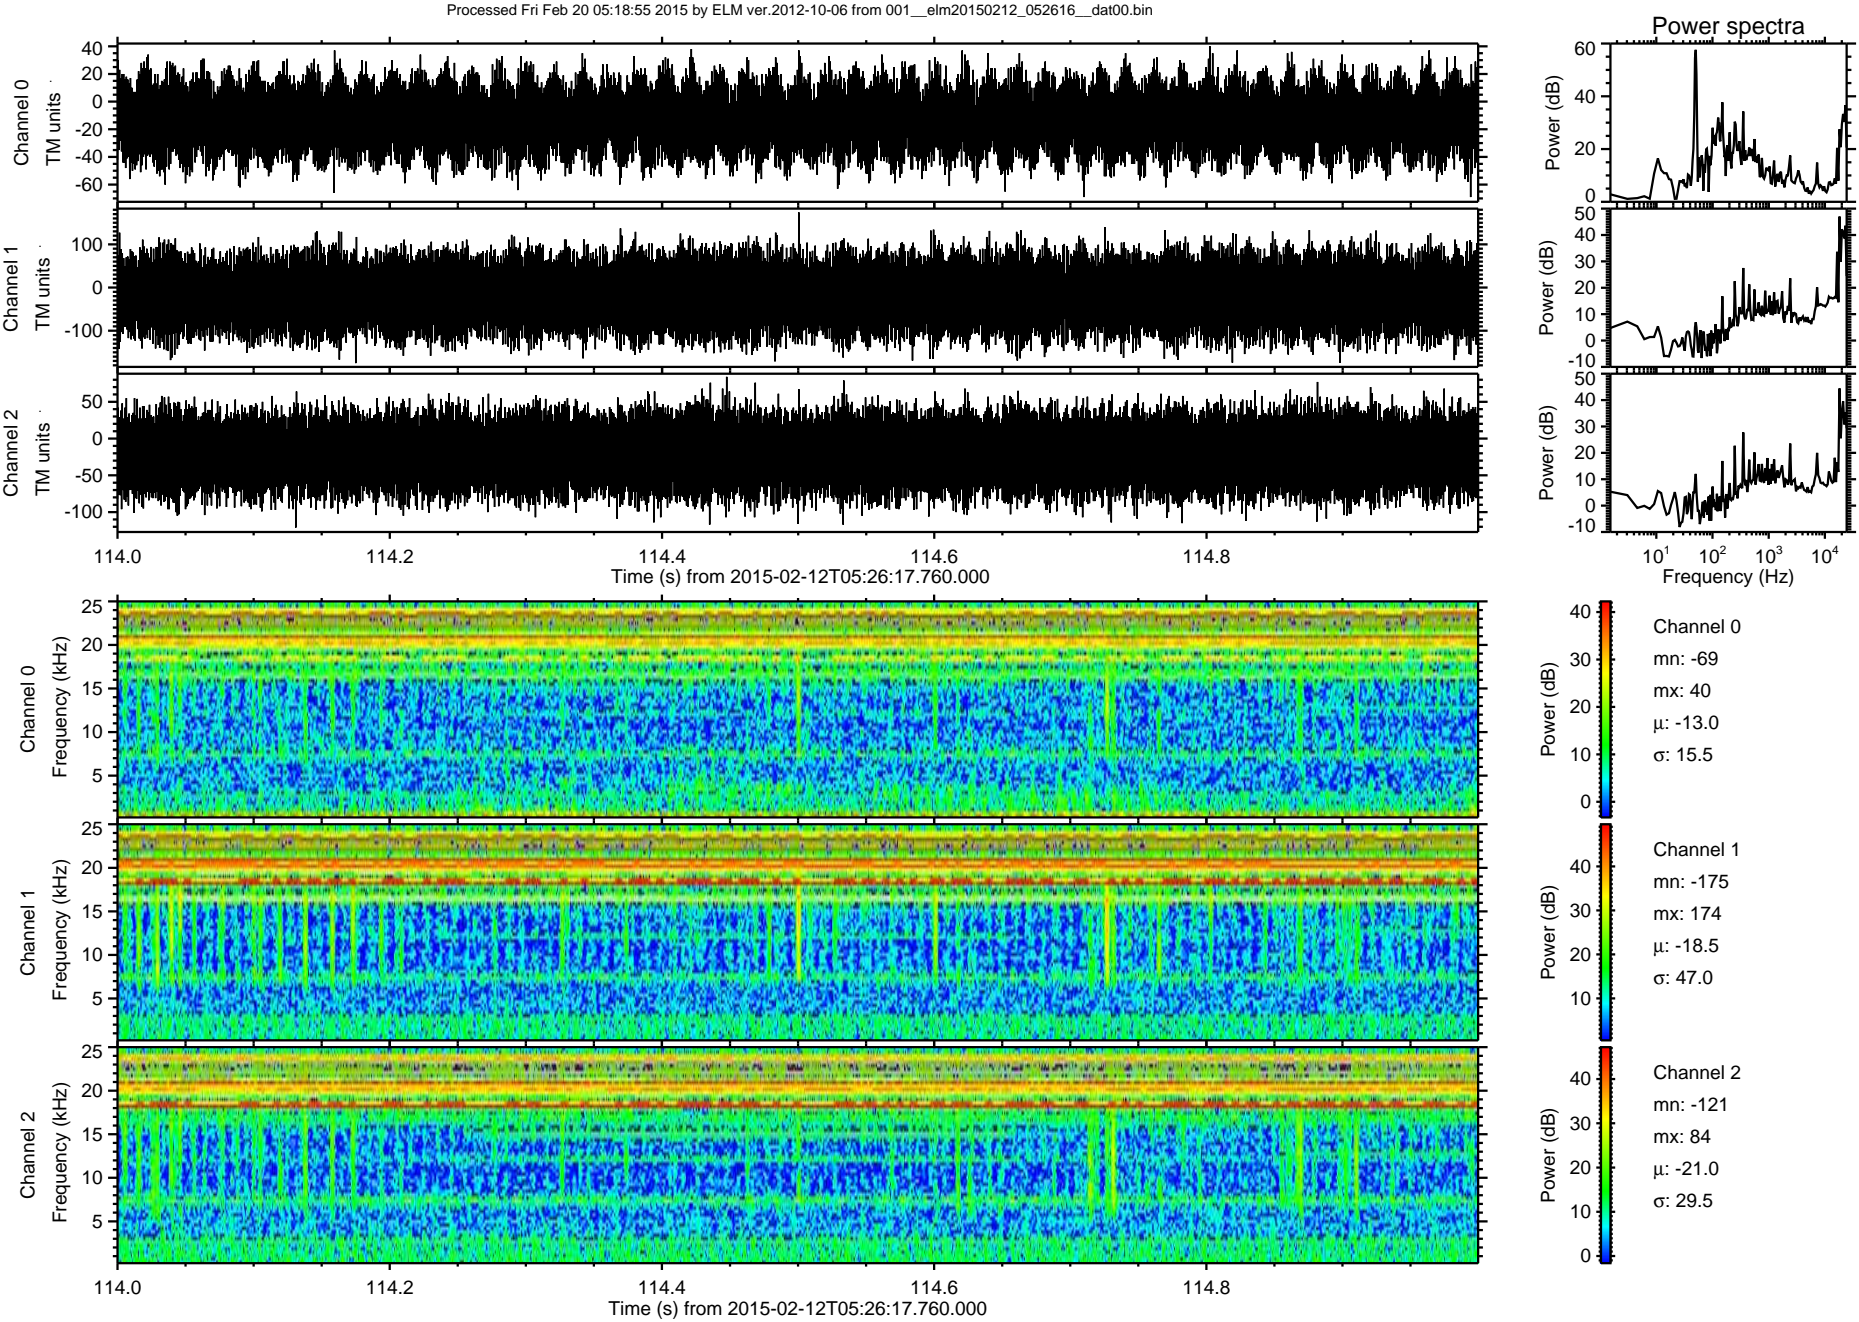 Processed Fri Feb 20 05:18:55 2015 by ELM ver.2012-10-06 from 001__elm20150212_052616__dat00.bin
Power spectra
Channel 0
TM units
40
20
0
-20
-40
-60
Power (dB)
60
40
20
0
Channel 1
TM units
100
0
-100
Power (dB)
50
40
30
20
10
0
-10
Channel 2
TM units
50
0
-50
-100
Power (dB)
50
40
30
20
10
0
-10
114.0 114.2 114.4 114.6 114.8
Time (s) from 2015-02-12T05:26:17.760.000
10^1 10^2 10^3 10^4
Frequency (Hz)
Channel 0
Frequency (kHz)
25
20
15
10
5
Power (dB)
40
30
20
10
0
Channel 0
mn: -69
mx: 40
μ: -13.0
σ: 15.5
Channel 1
Frequency (kHz)
25
20
15
10
5
Power (dB)
40
30
20
10
Channel 1
mn: -175
mx: 174
μ: -18.5
σ: 47.0
Channel 2
Frequency (kHz)
25
20
15
10
5
Power (dB)
40
30
20
10
0
Channel 2
mn: -121
mx: 84
μ: -21.0
σ: 29.5
114.0 114.2 114.4 114.6 114.8
Time (s) from 2015-02-12T05:26:17.760.000